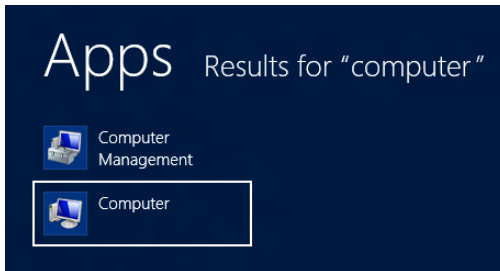 Apps Results for “computer”
Computer
Management
Computer